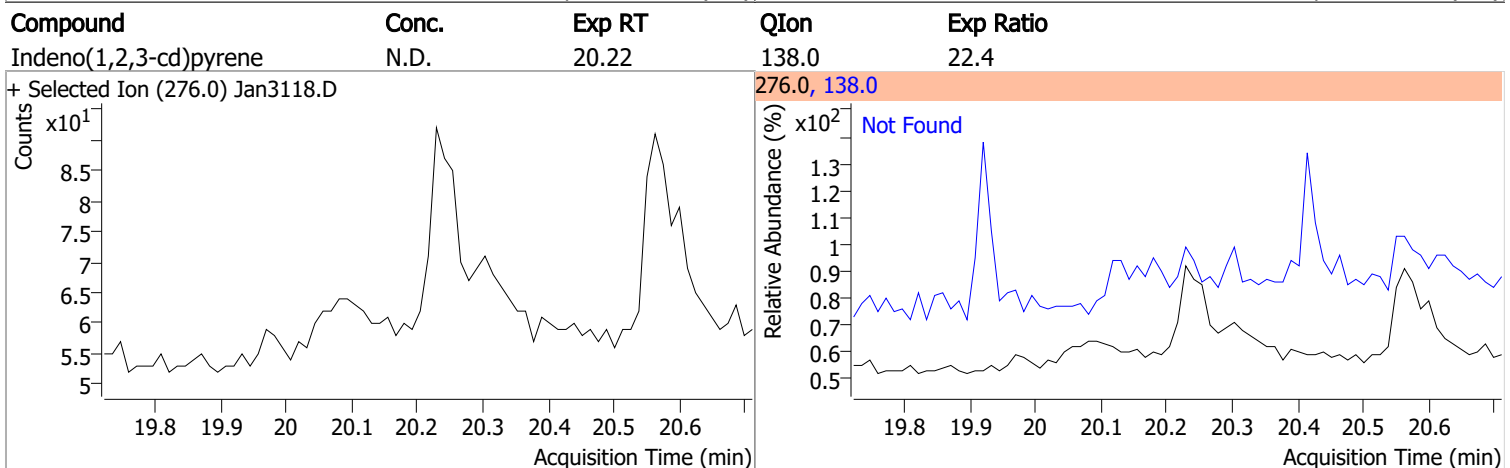 Compound Conc. Exp RT QIon Exp Ratio
Indeno(1,2,3-cd)pyrene N.D. 20.22 138.0 22.4
+ Selected Ion (276.0) Jan3118.D
Counts
x10^1
8.5
8
7.5
7
6.5
6
5.5
5
19.8 19.9 20 20.1 20.2 20.3 20.4 20.5 20.6
Acquisition Time (min)
276.0, 138.0
Relative Abundance (%)
x10^2
Not Found
1.3
1.2
1.1
1
0.9
0.8
0.7
0.6
0.5
19.8 19.9 20 20.1 20.2 20.3 20.4 20.5 20.6
Acquisition Time (min)